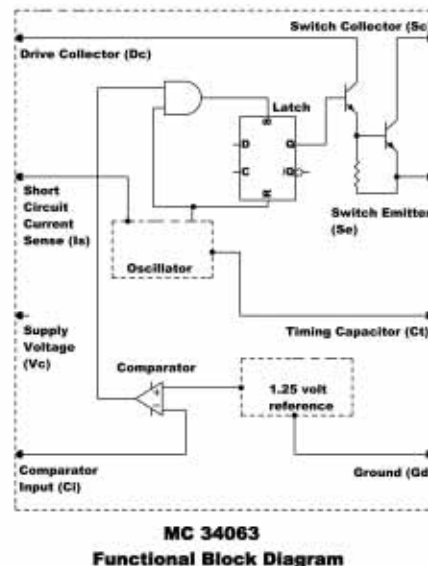 Switch Collector (Sc)
Drive Collector (Dc)
Latch
S
D
Q
C
iQ
R
Short
Circuit
Current
Sense (Is)
Switch Emitter
(Se)
Oscillator
Supply
Voltage
(Vc)
Timing Capacitor (Ct)
Comparator
+
−
1.25 volt
reference
Comparator
Input (Ci)
Ground (Gd
MC 34063
Functional Block Diagram